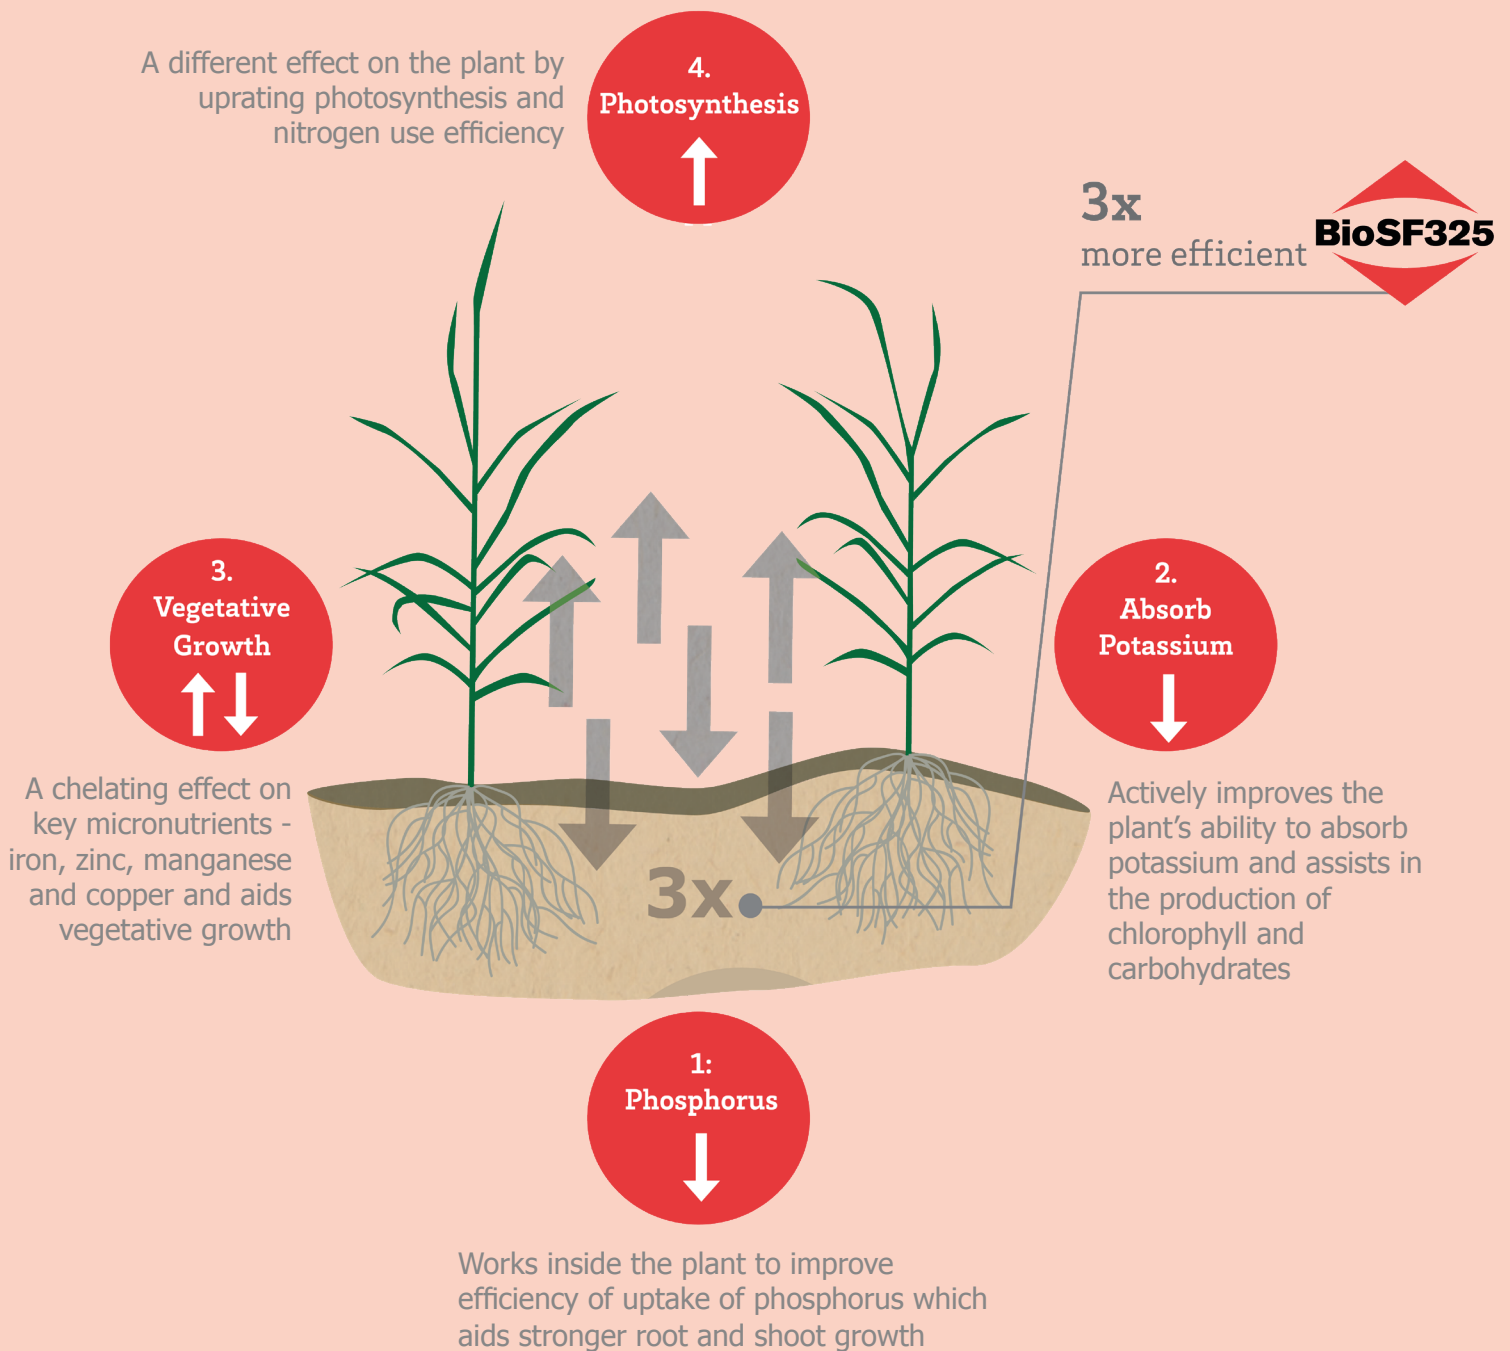 A different effect on the plant by
uprating photosynthesis and
nitrogen use efficiency
4.
Photosynthesis
3x
more efficient
BioSF325
3.
Vegetative
Growth
A chelating effect on
key micronutrients -
iron, zinc, manganese
and copper and aids
vegetative growth
2.
Absorb
Potassium
Actively improves the
plant's ability to absorb
potassium and assists in
the production of
chlorophyll and
carbohydrates
3x
1:
Phosphorus
Works inside the plant to improve
efficiency of uptake of phosphorus which
aids stronger root and shoot growth